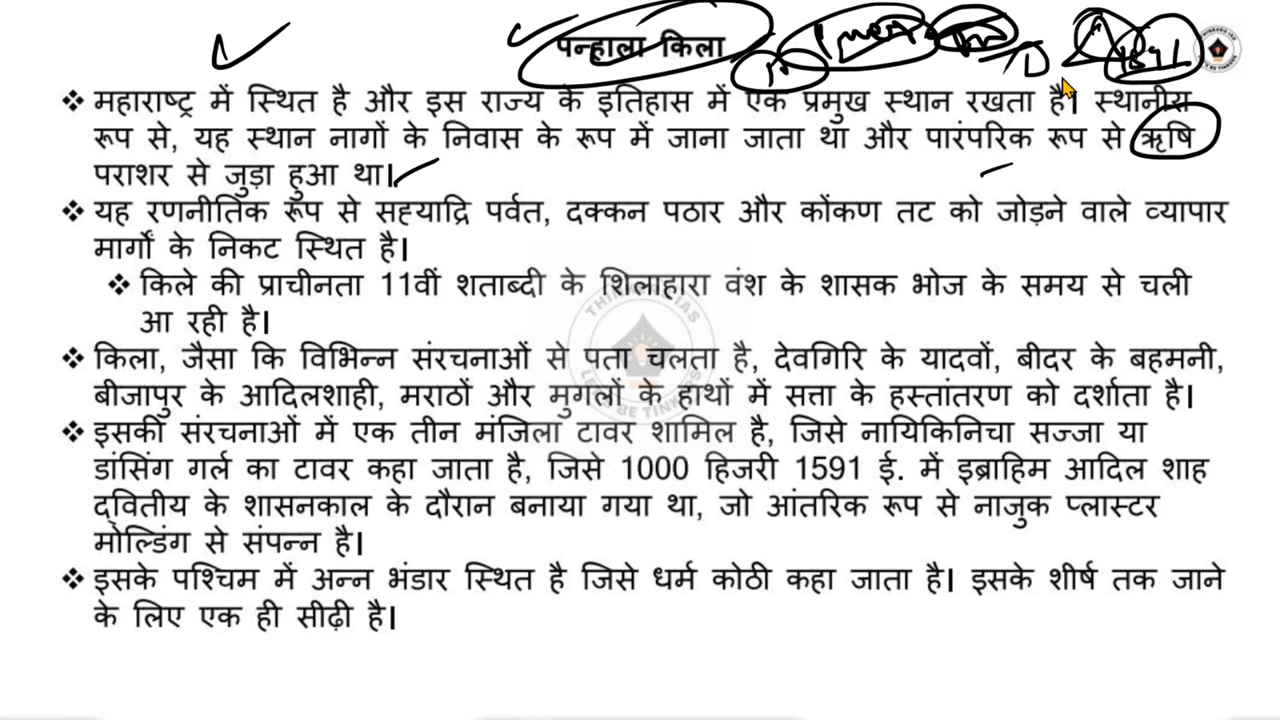 पन्हाला किला
❖ महाराष्ट्र में स्थित है और इस राज्य के इतिहास में एक प्रमुख स्थान रखता है। स्थानीय
रूप से, यह स्थान नागों के निवास के रूप में जाना जाता था और पारंपरिक रूप से ऋषि
पराशर से जुड़ा हुआ था।
❖ यह रणनीतिक रूप से सह्याद्रि पर्वत, दक्कन पठार और कोंकण तट को जोड़ने वाले व्यापार
मार्गों के निकट स्थित है।
❖ किले की प्राचीनता 11वीं शताब्दी के शिलाहारा वंश के शासक भोज के समय से चली
आ रही है।
❖ किला, जैसा कि विभिन्न संरचनाओं से पता चलता है, देवगिरि के यादवों, बीदर के बहमनी,
बीजापुर के आदिलशाही, मराठों और मुगलों के हाथों में सत्ता के हस्तांतरण को दर्शाता है।
❖ इसकी संरचनाओं में एक तीन मंजिला टावर शामिल है, जिसे नायिकिनिचा सज्जा या
डांसिंग गर्ल का टावर कहा जाता है, जिसे 1000 हिजरी 1591 ई. में इब्राहिम आदिल शाह
द्वितीय के शासनकाल के दौरान बनाया गया था, जो आंतरिक रूप से नाजुक प्लास्टर
मोल्डिंग से संपन्न है।
❖ इसके पश्चिम में अन्न भंडार स्थित है जिसे धर्म कोठी कहा जाता है। इसके शीर्ष तक जाने
के लिए एक ही सीढ़ी है।